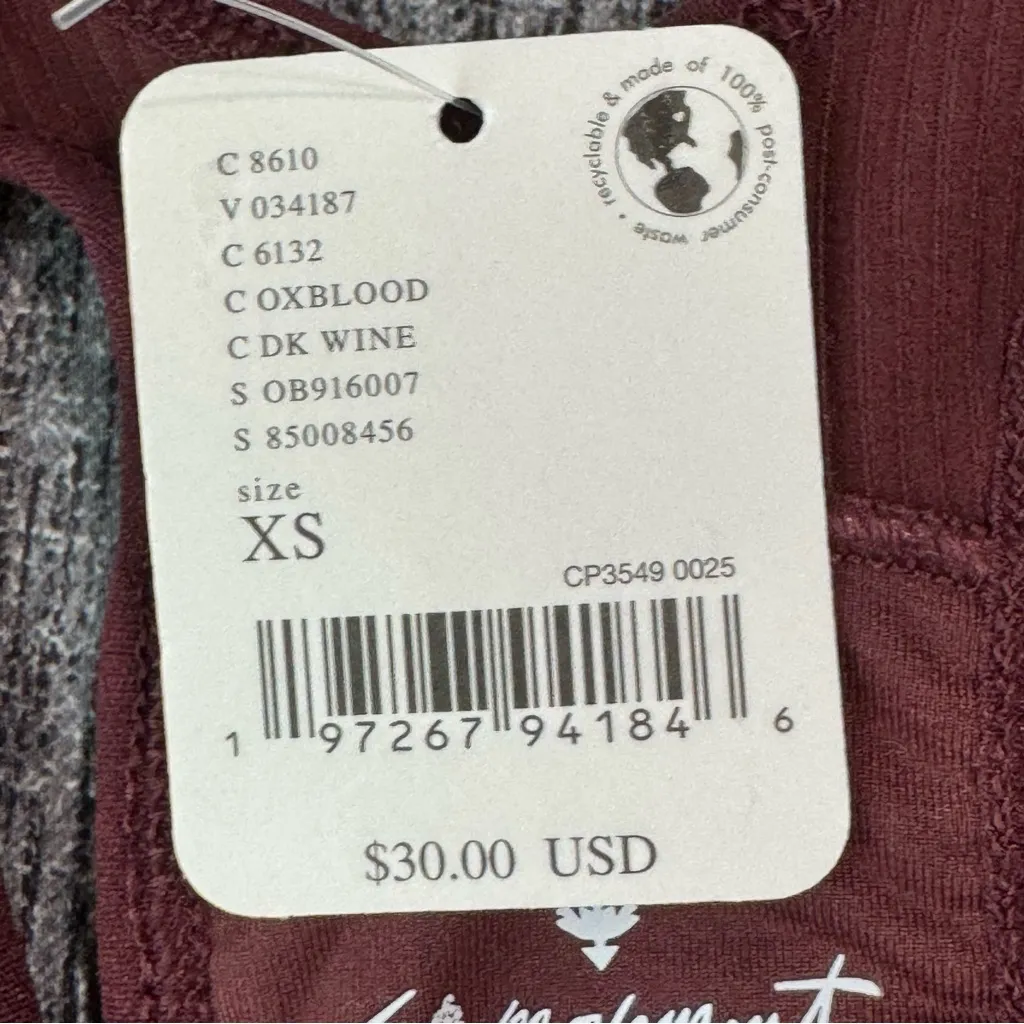 recyclable & made of 100% post-consumer waste •
C 8610
V 034187
C 6132
C OXBLOOD
C DK WINE
S OB916007
S 85008456
size
XS
CP3549 0025
1 97267 94184 6
$30.00 USD